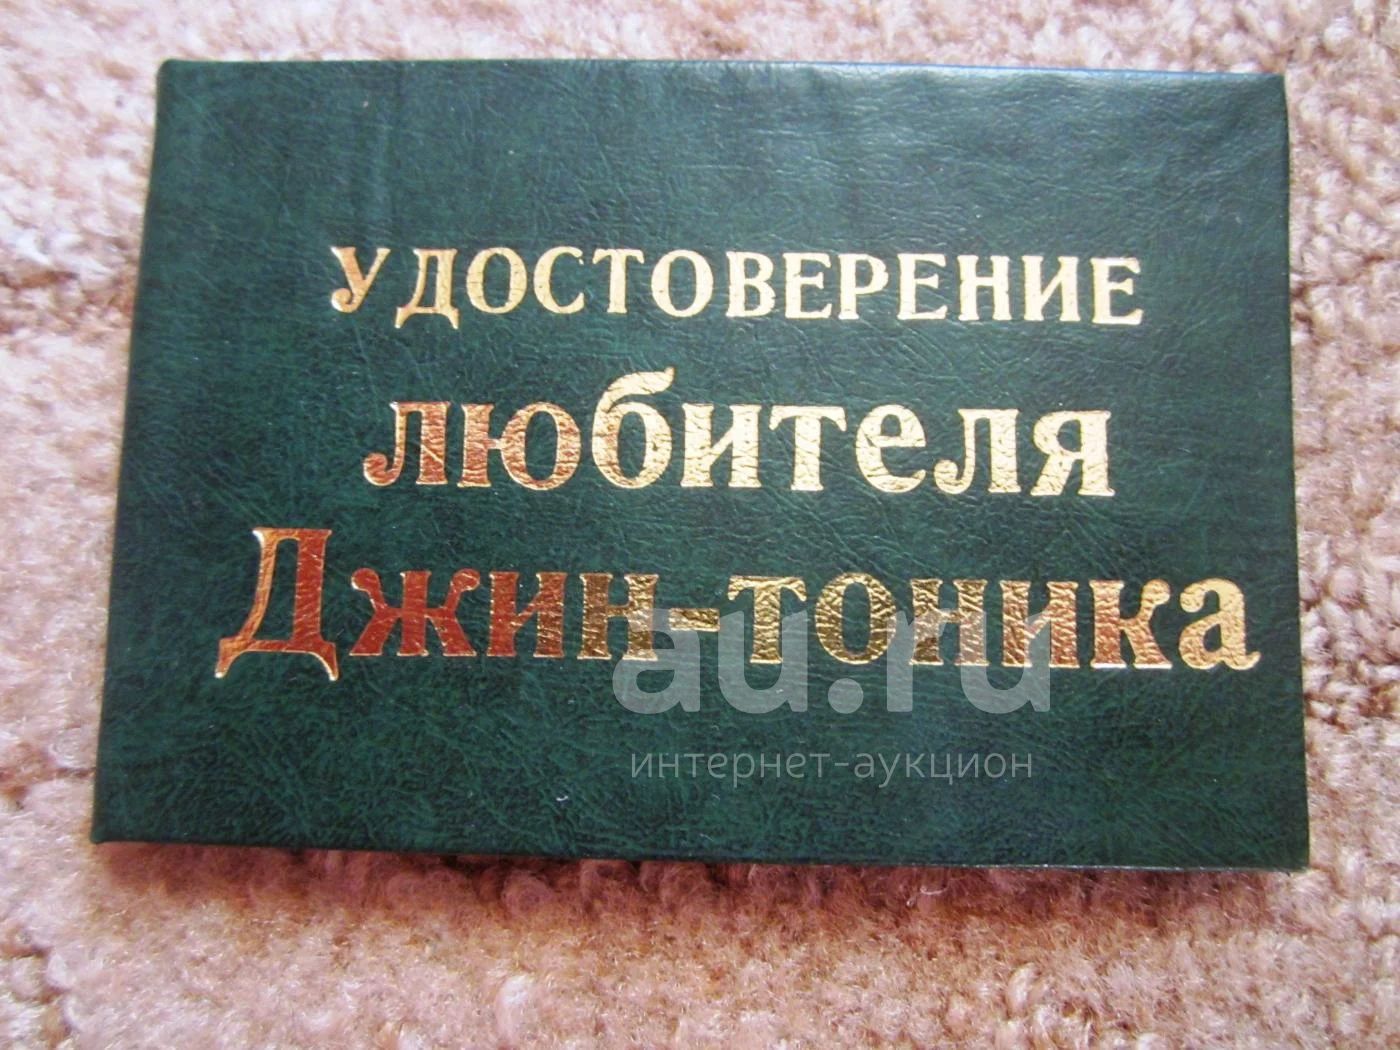 УДОСТОВЕРЕНИЕ
любителя
Джин-тоника
au.ru
интернет-аукцион